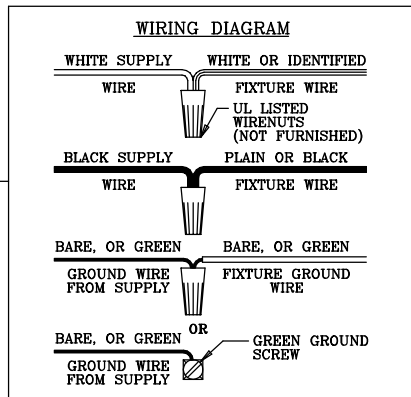 WIRING DIAGRAM
WHITE SUPPLY WIRE
WHITE OR IDENTIFIED FIXTURE WIRE
UL LISTED
WIRENUTS
(NOT FURNISHED)
BLACK SUPPLY WIRE
PLAIN OR BLACK FIXTURE WIRE
BARE, OR GREEN
GROUND WIRE
FROM SUPPLY
BARE, OR GREEN
FIXTURE GROUND
WIRE
OR
BARE, OR GREEN
GROUND WIRE
FROM SUPPLY
GREEN GROUND
SCREW